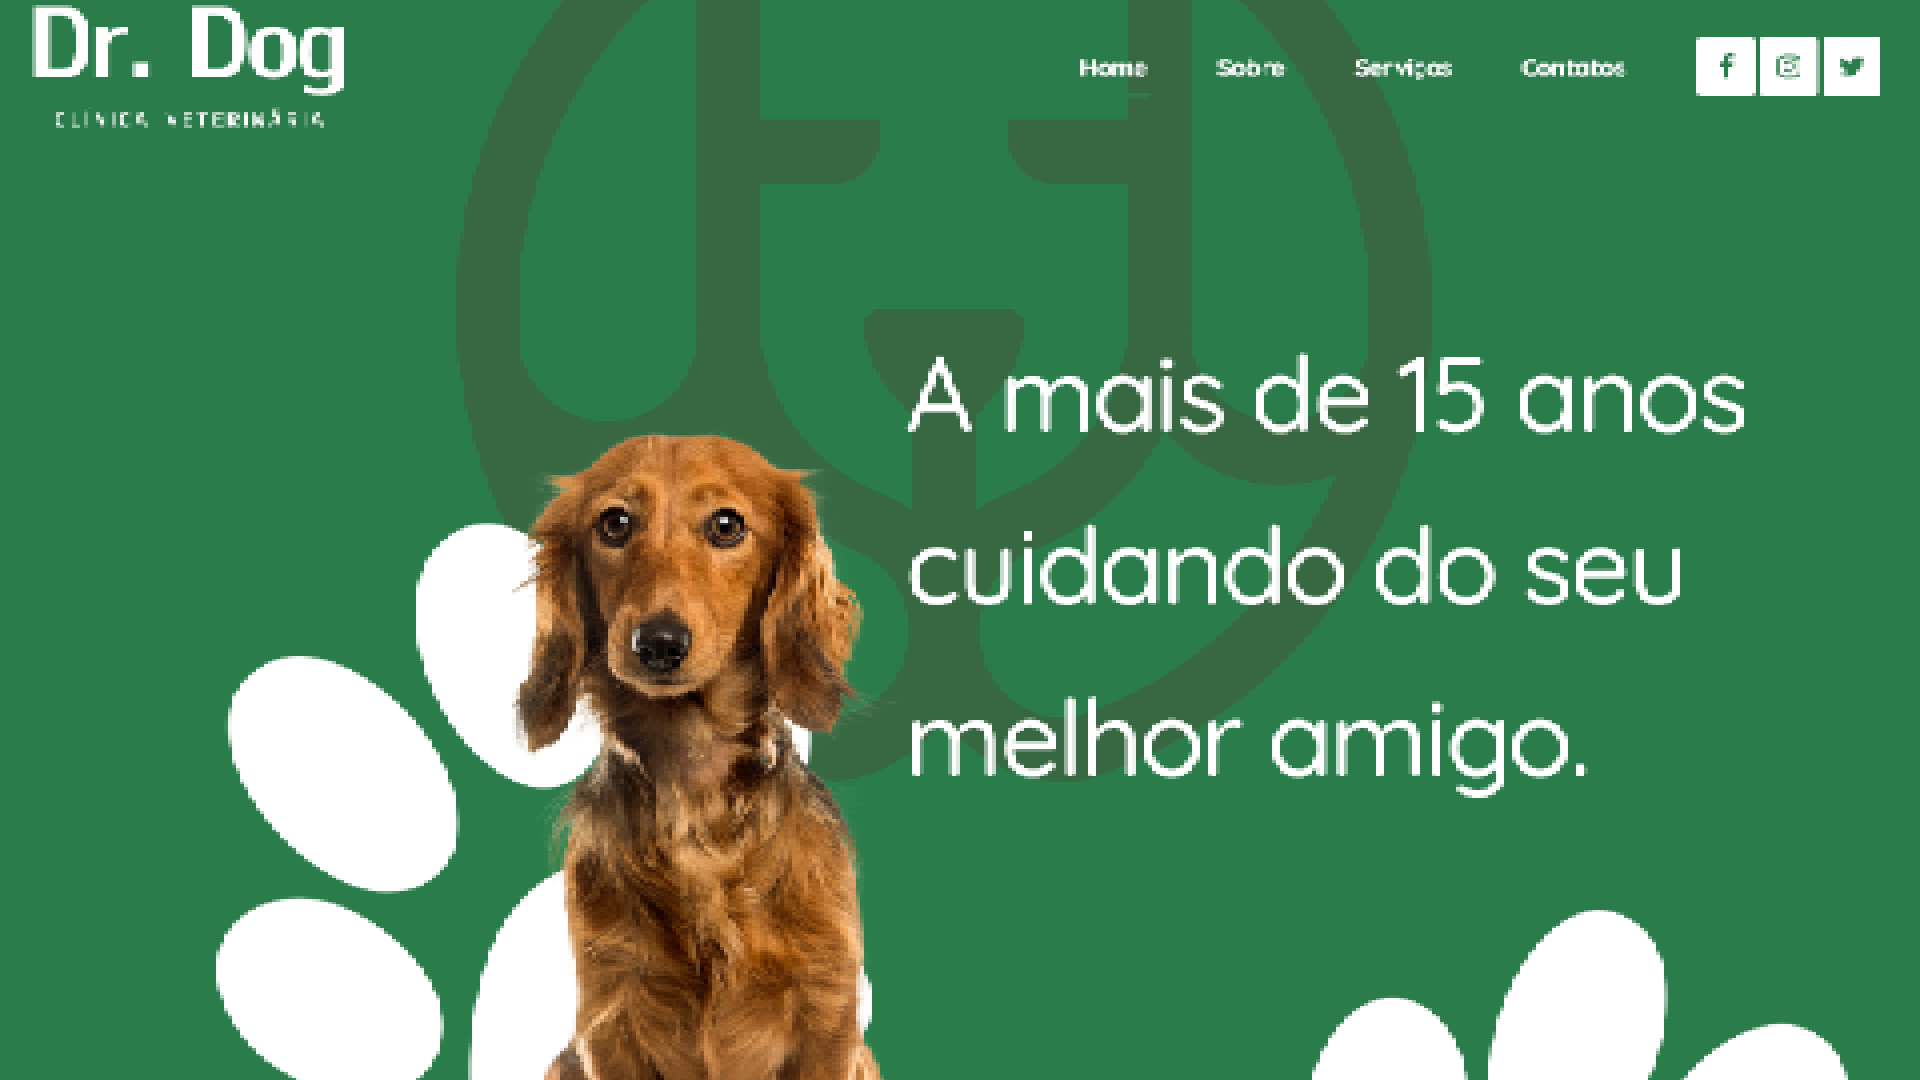 Dr. Dog
CLÍNICA VETERINÁRIA
Home Sobre Serviços Contatos
A mais de 15 anos
cuidando do seu
melhor amigo.